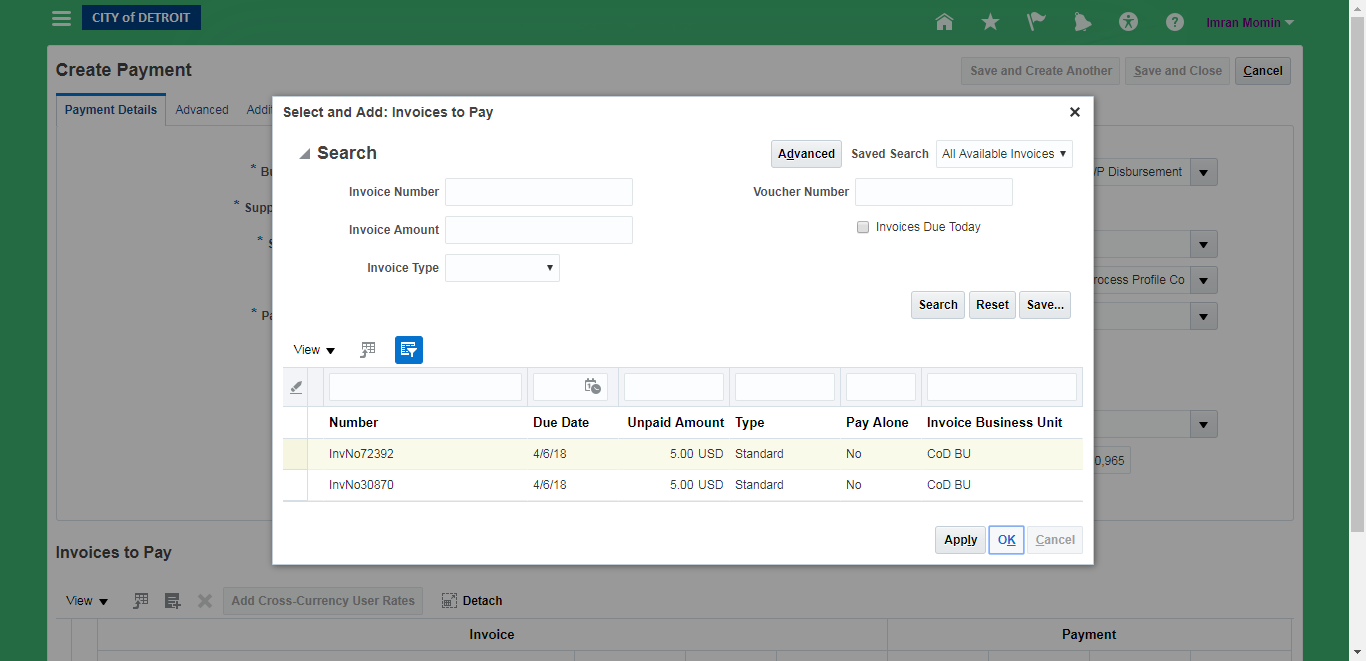 CITY of DETROIT
Imran Momin
Create Payment
Save and Create Another
Save and Close
Cancel
Payment Details
Advanced
Select and Add: Invoices to Pay
Search
Advanced
Saved Search
All Available Invoices
Invoice Number
Voucher Number
Invoice Amount
Invoices Due Today
Invoice Type
Search
Reset
Save...
View
Number Due Date Unpaid Amount Type Pay Alone Invoice Business Unit
InvNo72392 4/6/18 5.00 USD Standard No CoD BU
InvNo30870 4/6/18 5.00 USD Standard No CoD BU
Apply
OK
Cancel
/P Disbursement
rocess Profile Co
0,965
Invoices to Pay
View
Add Cross-Currency User Rates
Detach
Invoice
Payment